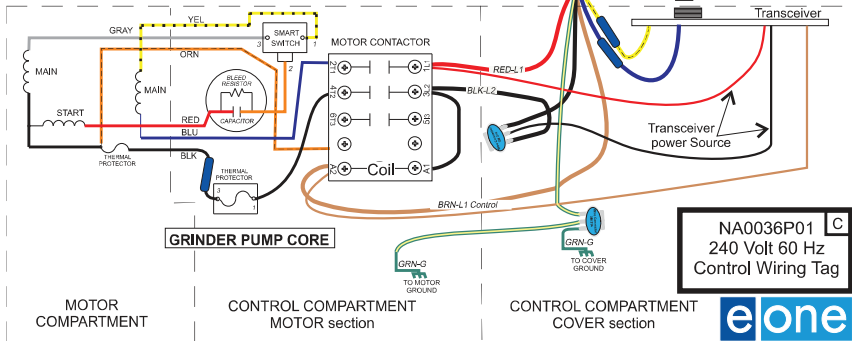 YEL
GRAY
SMART
SWITCH
3
1
2
ORN
MOTOR CONTACTOR
Transceiver
MAIN
MAIN
BLEED
RESISTOR
CAPACITOR
START
RED
BLU
BLK
THERMAL
PROTECTOR
THERMAL
PROTECTOR
3
1
2T1
1L1
4T2
3L2
6T3
5l3
A2
A1
Coil
RED-L1
BLK-L2
Transceiver
power Source
BRN-L1 Control
GRINDER PUMP CORE
GRN-G
TO MOTOR
GROUND
GRN-G
TO COVER
GROUND
NA0036P01
C
240 Volt 60 Hz
Control Wiring Tag
MOTOR
COMPARTMENT
CONTROL COMPARTMENT
MOTOR section
CONTROL COMPARTMENT
COVER section
e one